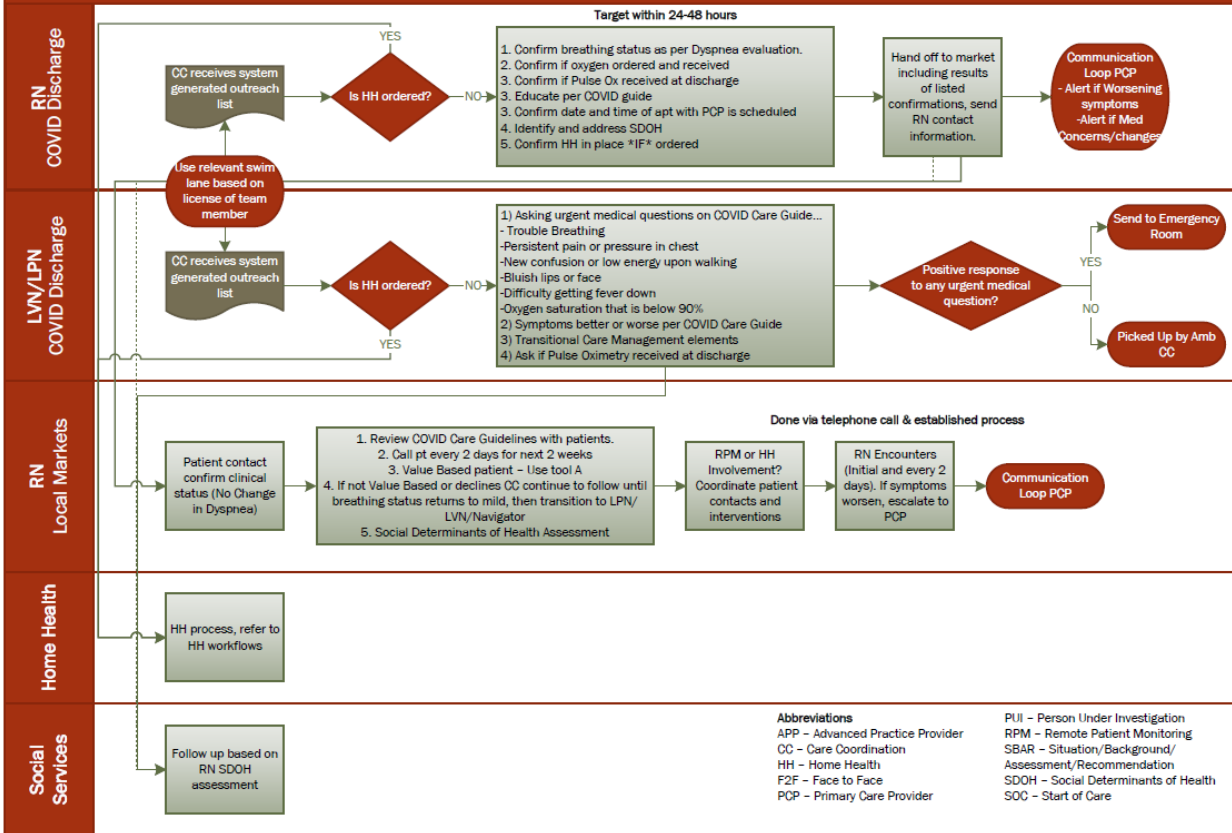 RN
COVID Discharge
Target within 24-48 hours
YES
CC receives system
generated outreach
list
Is HH ordered?
NO
1. Confirm breathing status as per Dyspnea evaluation.
2. Confirm if oxygen ordered and received
3. Confirm if Pulse Ox received at discharge
3. Educate per COVID guide
3. Confirm date and time of apt with PCP is scheduled
4. Identify and address SDOH
5. Confirm HH in place *IF* ordered
Hand off to market
including results
of listed
confirmations, send
RN contact
information.
Communication
Loop PCP
- Alert if Worsening
symptoms
-Alert if Med
Concerns/changes
Use relevant swim
lane based on
license of team
member
LVN/LPN
COVID Discharge
CC receives system
generated outreach
list
Is HH ordered?
NO
YES
1) Asking urgent medical questions on COVID Care Guide...
- Trouble Breathing
-Persistent pain or pressure in chest
-New confusion or low energy upon walking
-Bluish lips or face
-Difficulty getting fever down
-Oxygen saturation that is below 90%
2) Symptoms better or worse per COVID Care Guide
3) Transitional Care Management elements
4) Ask if Pulse Oximetry received at discharge
Positive response
to any urgent medical
question?
YES
NO
Send to Emergency
Room
Picked Up by Amb
CC
RN
Local Markets
Done via telephone call & established process
Patient contact
confirm clinical
status (No Change
in Dyspnea)
1. Review COVID Care Guidelines with patients.
2. Call pt every 2 days for next 2 weeks
3. Value Based patient – Use tool A
4. If not Value Based or declines CC continue to follow until
breathing status returns to mild, then transition to LPN/
LVN/Navigator
5. Social Determinants of Health Assessment
RPM or HH
Involvement?
Coordinate patient
contacts and
interventions
RN Encounters
(Initial and every 2
days). If symptoms
worsen, escalate to
PCP
Communication
Loop PCP
Home Health
HH process, refer to
HH workflows
Social
Services
Follow up based on
RN SDOH
assessment
Abbreviations
APP – Advanced Practice Provider
CC – Care Coordination
HH – Home Health
F2F – Face to Face
PCP – Primary Care Provider
PUI – Person Under Investigation
RPM – Remote Patient Monitoring
SBAR – Situation/Background/
Assessment/Recommendation
SDOH – Social Determinants of Health
SOC – Start of Care